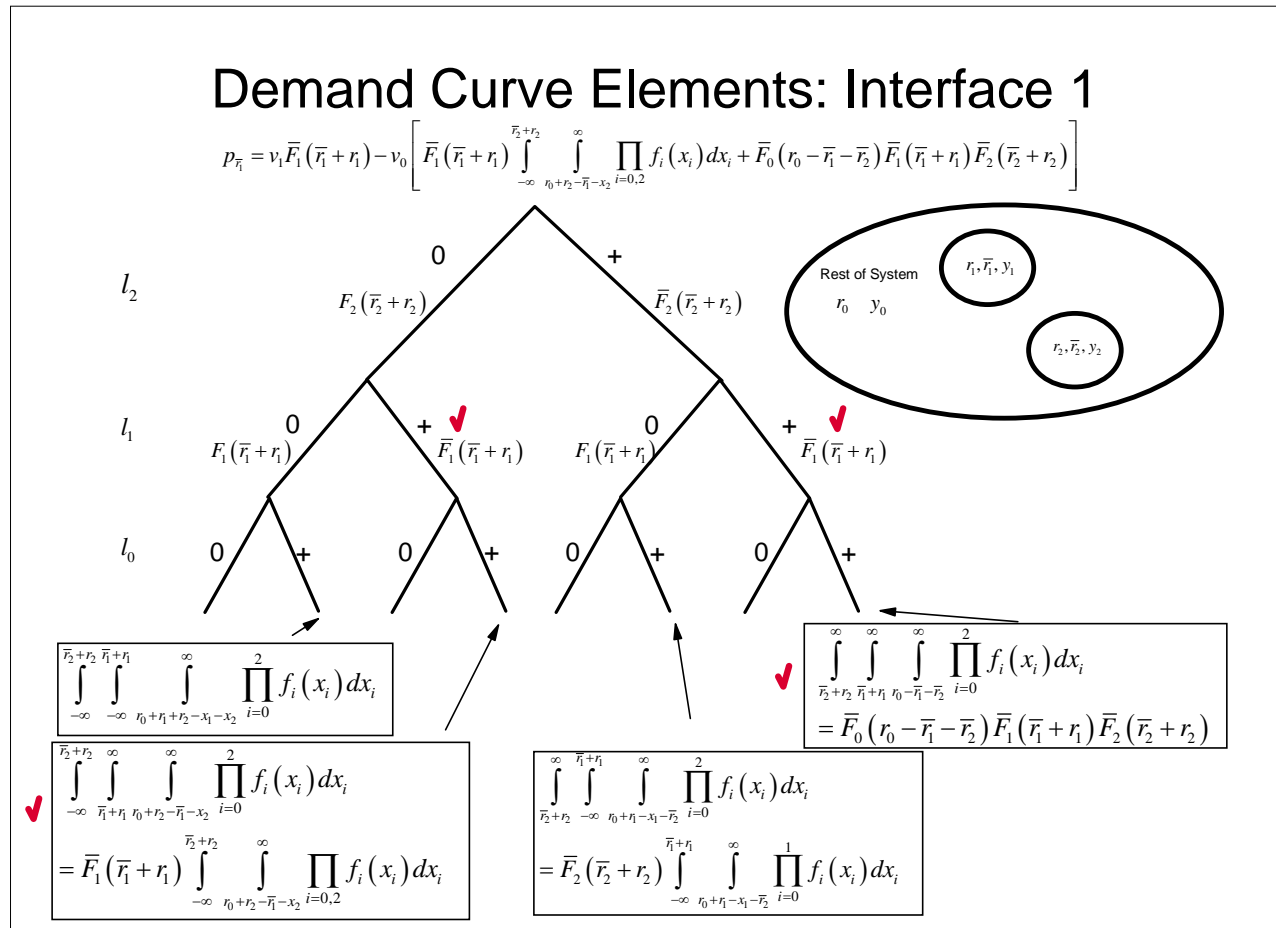 Demand Curve Elements: Interface 1
p_{r̅₁} = v₁F̅₁(r̅₁ + r₁) − v₀[F̅₁(r̅₁ + r₁) ∫_{−∞}^{r̅₂+r₂} ∫_{r₀+r₂−r̅₁−x₂}^{∞} ∏_{i=0,2} fᵢ(xᵢ)dxᵢ + F̅₀(r₀ − r̅₁ − r̅₂)F̅₁(r̅₁ + r₁)F̅₂(r̅₂ + r₂)]
l₂
0
+
F₂(r̅₂ + r₂)
F̅₂(r̅₂ + r₂)
Rest of System
r₀ y₀
r₁, r̅₁, y₁
r₂, r̅₂, y₂
l₁
0
+
0
+
F₁(r̅₁ + r₁)
F̅₁(r̅₁ + r₁)
F₁(r̅₁ + r₁)
F̅₁(r̅₁ + r₁)
l₀
0
+
0
+
0
+
0
+
∫_{−∞}^{r̅₂+r₂} ∫_{−∞}^{r̅₁+r₁} ∫_{r₀+r₁+r₂−x₁−x₂}^{∞} ∏_{i=0}^{2} fᵢ(xᵢ)dxᵢ
∫_{−∞}^{r̅₂+r₂} ∫_{r̅₁+r₁}^{∞} ∫_{r₀+r₂−r̅₁−x₂}^{∞} ∏_{i=0}^{2} fᵢ(xᵢ)dxᵢ
= F̅₁(r̅₁ + r₁) ∫_{−∞}^{r̅₂+r₂} ∫_{r₀+r₂−r̅₁−x₂}^{∞} ∏_{i=0,2} fᵢ(xᵢ)dxᵢ
∫_{r̅₂+r₂}^{∞} ∫_{−∞}^{r̅₁+r₁} ∫_{r₀+r₁−x₁−r̅₂}^{∞} ∏_{i=0}^{2} fᵢ(xᵢ)dxᵢ
= F̅₂(r̅₂ + r₂) ∫_{−∞}^{r̅₁+r₁} ∫_{r₀+r₁−x₁−r̅₂}^{∞} ∏_{i=0}^{1} fᵢ(xᵢ)dxᵢ
∫_{r̅₂+r₂}^{∞} ∫_{r̅₁+r₁}^{∞} ∫_{r₀−r̅₁−r̅₂}^{∞} ∏_{i=0}^{2} fᵢ(xᵢ)dxᵢ
= F̅₀(r₀ − r̅₁ − r̅₂)F̅₁(r̅₁ + r₁)F̅₂(r̅₂ + r₂)